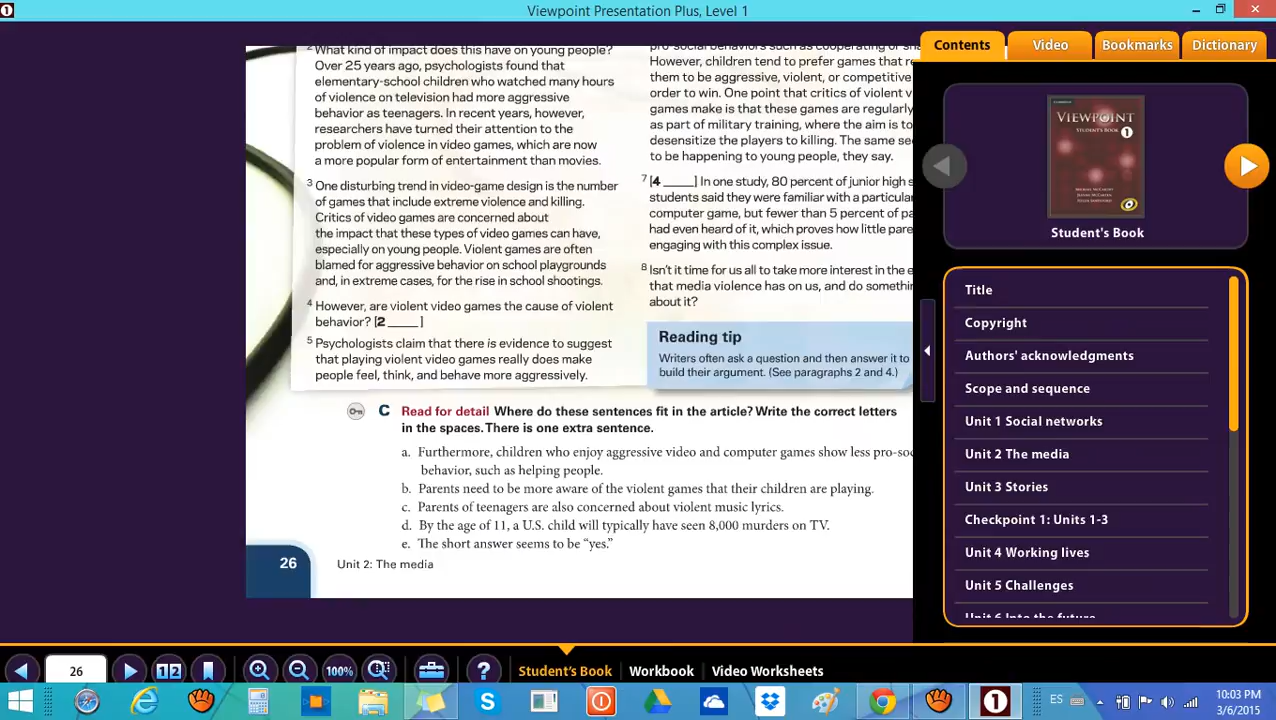 Viewpoint Presentation Plus, Level 1
2 What kind of impact does this have on young people?
Over 25 years ago, psychologists found that
elementary-school children who watched many hours
of violence on television had more aggressive
behavior as teenagers. In recent years, however,
researchers have turned their attention to the
problem of violence in video games, which are now
a more popular form of entertainment than movies.
3 One disturbing trend in video-game design is the number
of games that include extreme violence and killing.
Critics of video games are concerned about
the impact that these types of video games can have,
especially on young people. Violent games are often
blamed for aggressive behavior on school playgrounds
and, in extreme cases, for the rise in school shootings.
4 However, are violent video games the cause of violent
behavior? [2 _____ ]
5 Psychologists claim that there is evidence to suggest
that playing violent video games really does make
people feel, think, and behave more aggressively.
pro-social behaviors such as cooperating or
However, children tend to prefer games that
them to be aggressive, violent, or competitive
order to win. One point that critics of violent
games make is that these games are regularly
as part of military training, where the aim is to
desensitize the players to killing. The same
to be happening to young people, they say.
7 [4 _____ ] In one study, 80 percent of junior high
students said they were familiar with a particular
computer game, but fewer than 5 percent of
had even heard of it, which proves how little
engaging with this complex issue.
8 Isn't it time for us all to take more interest in the
that media violence has on us, and do
about it?
Reading tip
Writers often ask a question and then answer it to
build their argument. (See paragraphs 2 and 4.)
C Read for detail Where do these sentences fit in the article? Write the correct letters
in the spaces. There is one extra sentence.
a. Furthermore, children who enjoy aggressive video and computer games show less
behavior, such as helping people.
b. Parents need to be more aware of the violent games that their children are playing.
c. Parents of teenagers are also concerned about violent music lyrics.
d. By the age of 11, a U.S. child will typically have seen 8,000 murders on TV.
e. The short answer seems to be “yes.”
26 Unit 2: The media
Contents Video Bookmarks Dictionary
CAMBRIDGE
VIEWPOINT
STUDENT'S BOOK 1
Student's Book
Title
Copyright
Authors' acknowledgments
Scope and sequence
Unit 1 Social networks
Unit 2 The media
Unit 3 Stories
Checkpoint 1: Units 1-3
Unit 4 Working lives
Unit 5 Challenges
Unit 6 Into the future
26 12 100% ? Student's Book Workbook Video Worksheets
ES 10:03 PM
3/6/2015